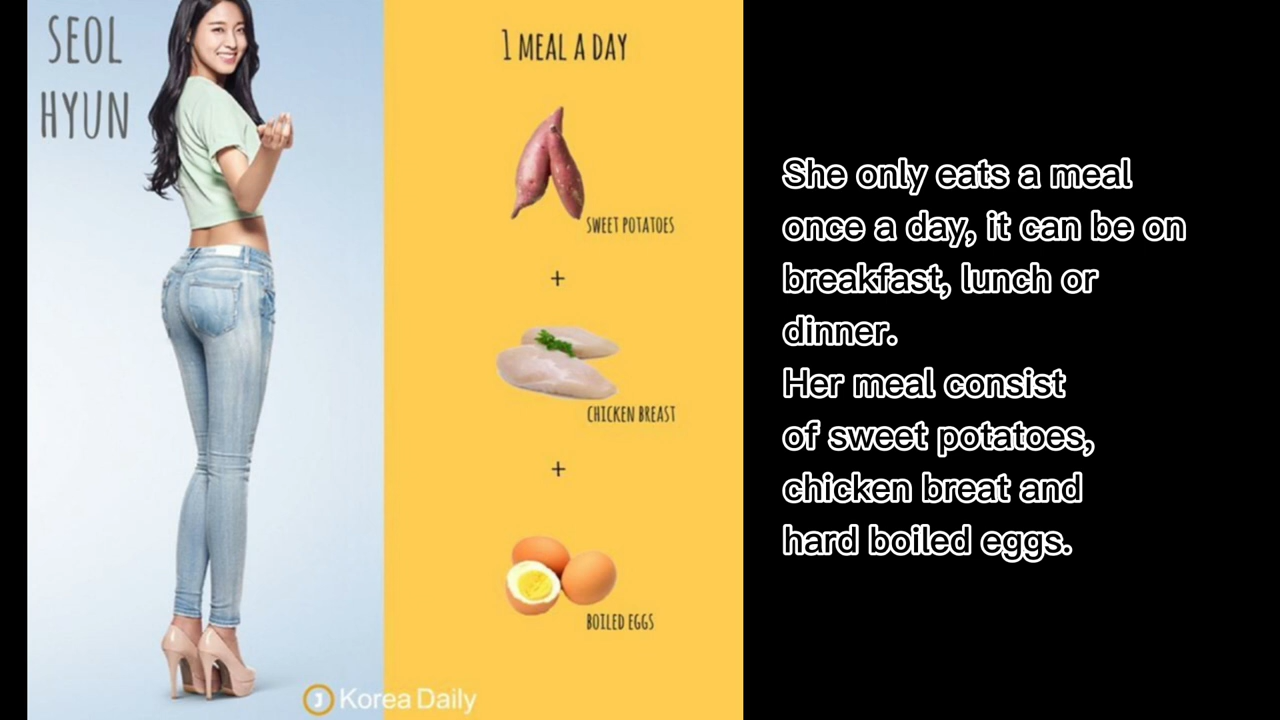 SEOL
HYUN
1 MEAL A DAY
SWEET POTATOES
+
CHICKEN BREAST
+
BOILED EGGS
Korea Daily
She only eats a meal
once a day, it can be on
breakfast, lunch or
dinner.
Her meal consist
of sweet potatoes,
chicken breat and
hard boiled eggs.